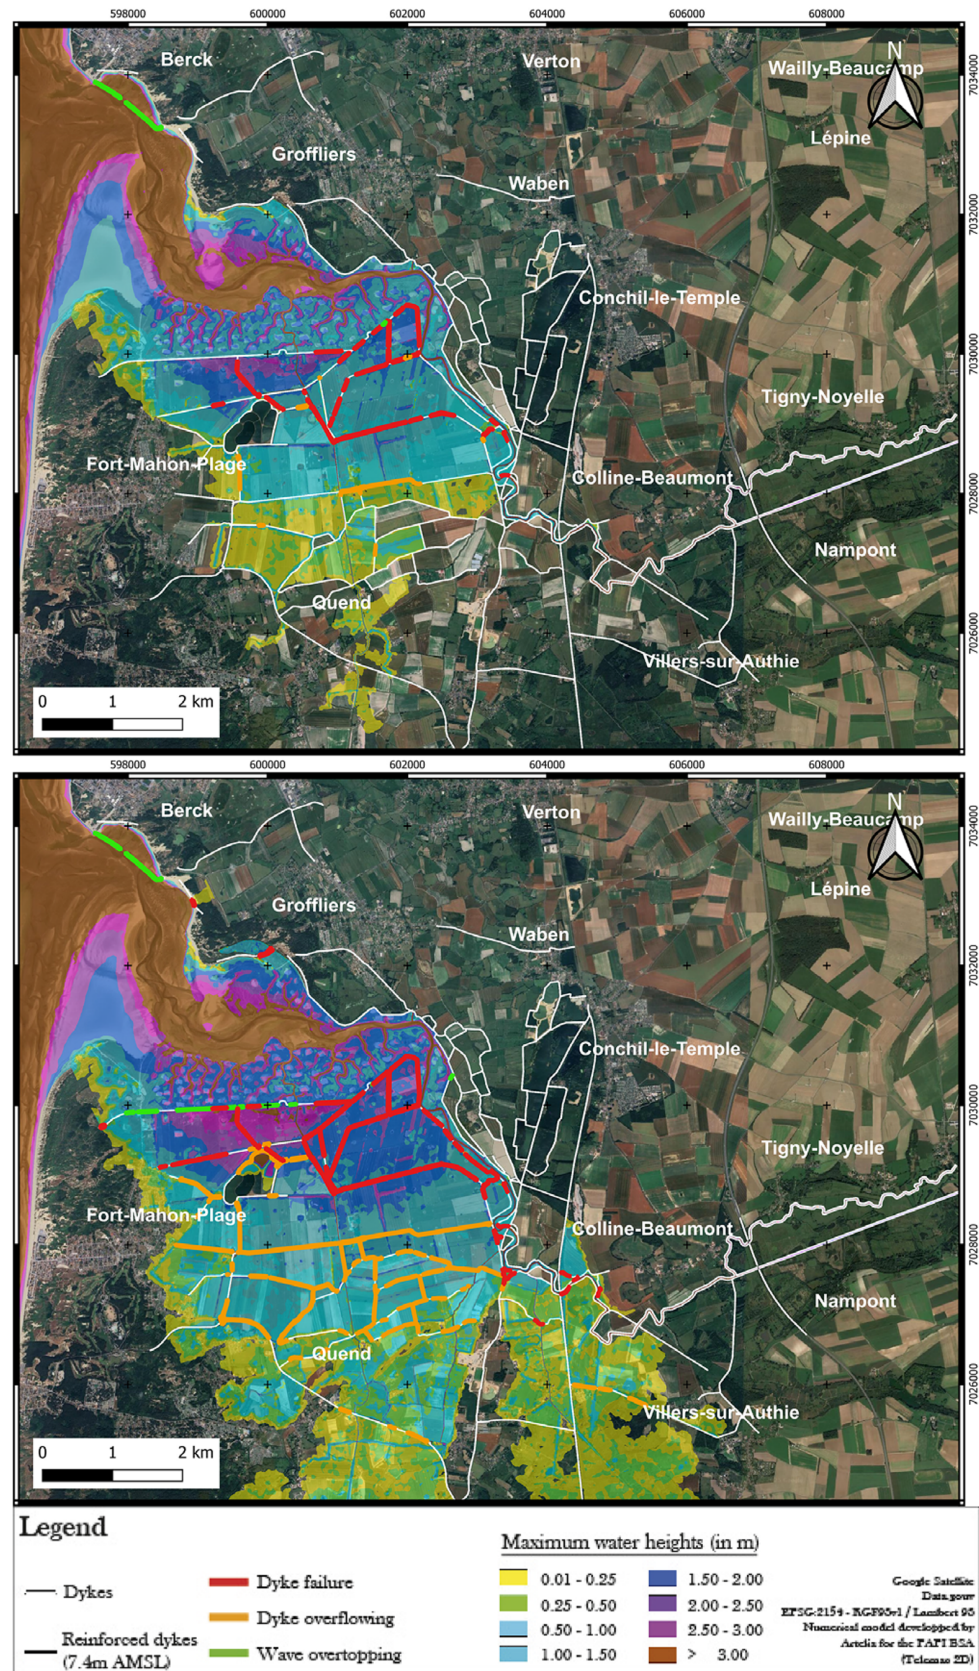 598000 600000 602000 604000 606000 608000
Berck
Verton
N
Wailly-Beaucamp
7034000
Lépine
Groffliers
Waben
7032000
Conchil-le-Temple
7030000
Tigny-Noyelle
Fort-Mahon-Plage
Colline-Beaumont
7028000
Nampont
Quend
7026000
Villers-sur-Authie
0 1 2 km
598000 600000 602000 604000 606000 608000
Berck
Verton
N
Wailly-Beaucamp
7034000
Lépine
Groffliers
Waben
7032000
Conchil-le-Temple
7030000
Tigny-Noyelle
Fort-Mahon-Plage
Colline-Beaumont
7028000
Nampont
Quend
7026000
Villers-sur-Authie
0 1 2 km
Legend
Dykes
Reinforced dykes
(7.4m AMSL)
Dyke failure
Dyke overflowing
Wave overtopping
Maximum water heights (in m)
0.01 - 0.25
0.25 - 0.50
0.50 - 1.00
1.00 - 1.50
1.50 - 2.00
2.00 - 2.50
2.50 - 3.00
> 3.00
Google Satellite
Data.gouv
EPSG:2154 - RGF93v1 / Lambert 93
Numerical model developped by
Artelia for the PAPI BSA
(Telemac 2D)